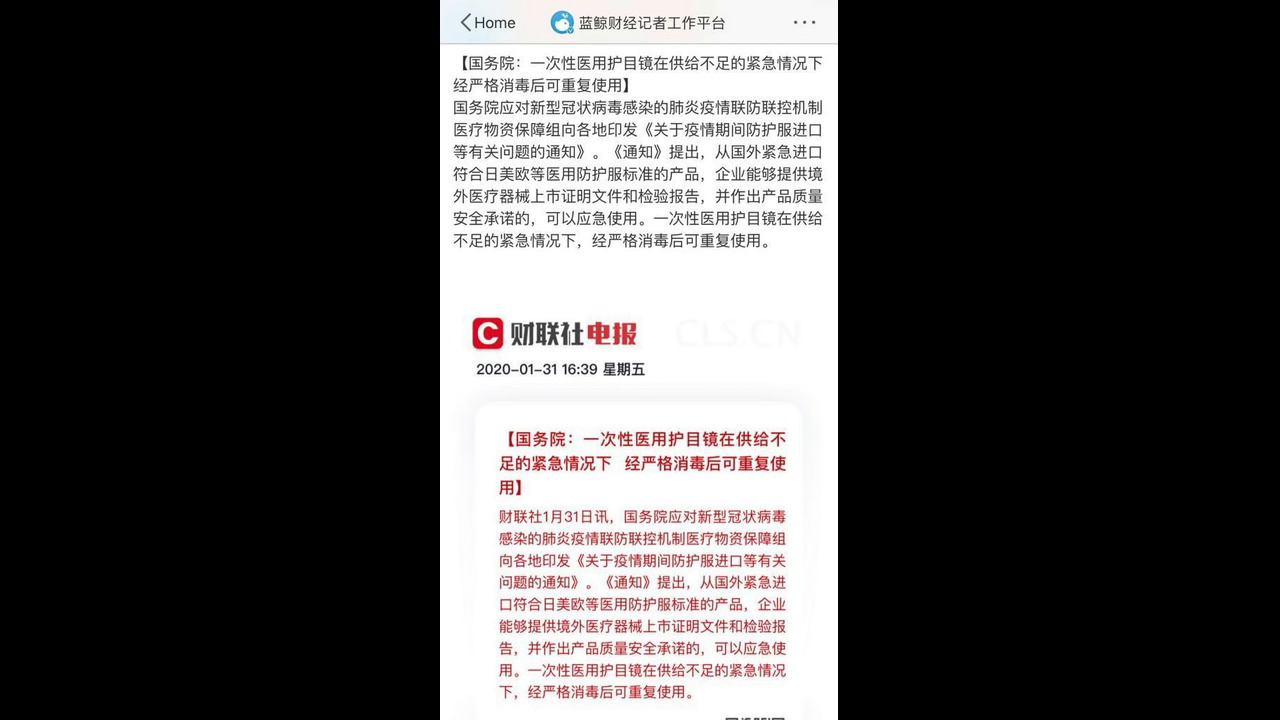 Home
蓝鲸财经记者工作平台
【国务院：一次性医用护目镜在供给不足的紧急情况下
经严格消毒后可重复使用】
国务院应对新型冠状病毒感染的肺炎疫情联防联控机制
医疗物资保障组向各地印发《关于疫情期间防护服进口
等有关问题的通知》。《通知》提出，从国外紧急进口
符合日美欧等医用防护服标准的产品，企业能够提供境
外医疗器械上市证明文件和检验报告，并作出产品质量
安全承诺的，可以应急使用。一次性医用护目镜在供给
不足的紧急情况下，经严格消毒后可重复使用。
C 财联社电报
CLS.CN
2020-01-31 16:39 星期五
【国务院：一次性医用护目镜在供给不
足的紧急情况下 经严格消毒后可重复使
用】
财联社1月31日讯，国务院应对新型冠状病毒
感染的肺炎疫情联防联控机制医疗物资保障组
向各地印发《关于疫情期间防护服进口等有关
问题的通知》。《通知》提出，从国外紧急进
口符合日美欧等医用防护服标准的产品，企业
能够提供境外医疗器械上市证明文件和检验报
告，并作出产品质量安全承诺的，可以应急使
用。一次性医用护目镜在供给不足的紧急情况
下，经严格消毒后可重复使用。